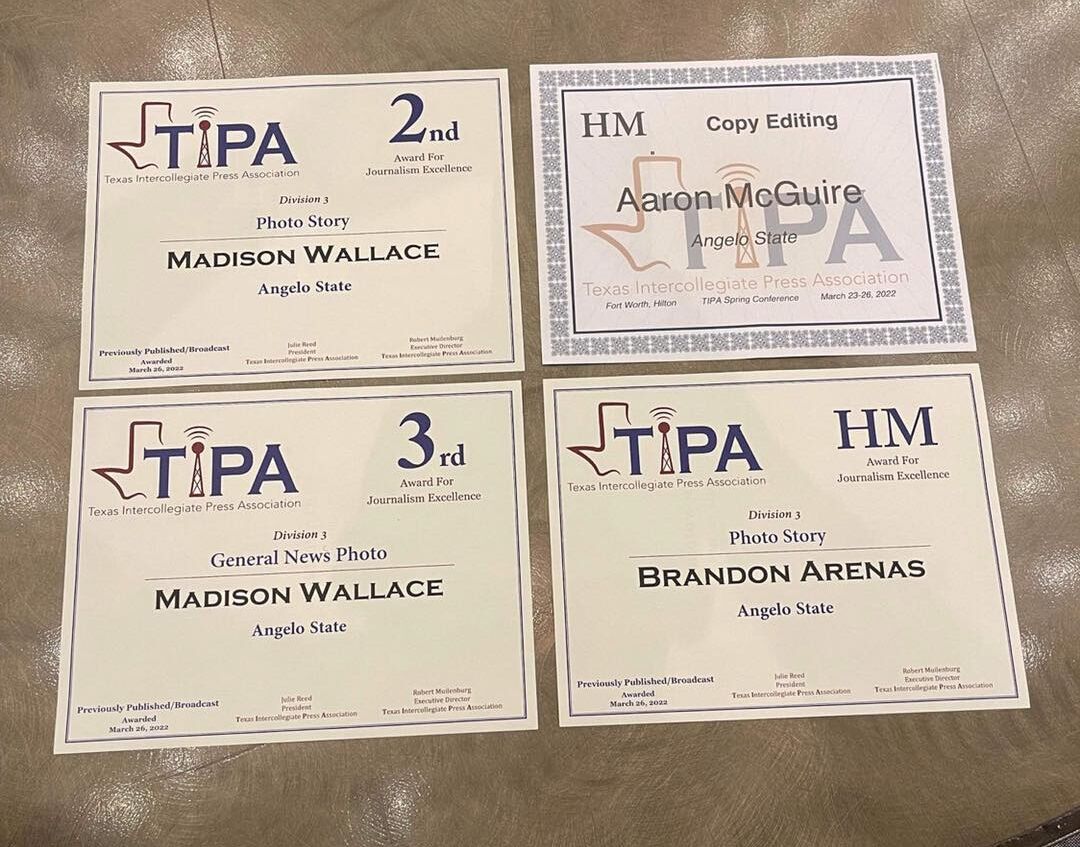 TIPA
Texas Intercollegiate Press Association
2nd
Award For
Journalism Excellence
Division 3
Photo Story
MADISON WALLACE
Angelo State
Previously Published/Broadcast
Awarded
March 26, 2022
Julie Reed
President
Texas Intercollegiate Press Association
Robert Muilenburg
Executive Director
Texas Intercollegiate Press Association
HM
Copy Editing
Aaron McGuire
TIPA
Angelo State
Texas Intercollegiate Press Association
Fort Worth, Hilton TIPA Spring Conference March 23-26, 2022
TIPA
Texas Intercollegiate Press Association
3rd
Award For
Journalism Excellence
Division 3
General News Photo
MADISON WALLACE
Angelo State
Previously Published/Broadcast
Awarded
March 26, 2022
Julie Reed
President
Texas Intercollegiate Press Association
Robert Muilenburg
Executive Director
Texas Intercollegiate Press Association
TIPA
Texas Intercollegiate Press Association
HM
Award For
Journalism Excellence
Division 3
Photo Story
BRANDON ARENAS
Angelo State
Previously Published/Broadcast
Awarded
March 26, 2022
Julie Reed
President
Texas Intercollegiate Press Association
Robert Muilenburg
Executive Director
Texas Intercollegiate Press Association